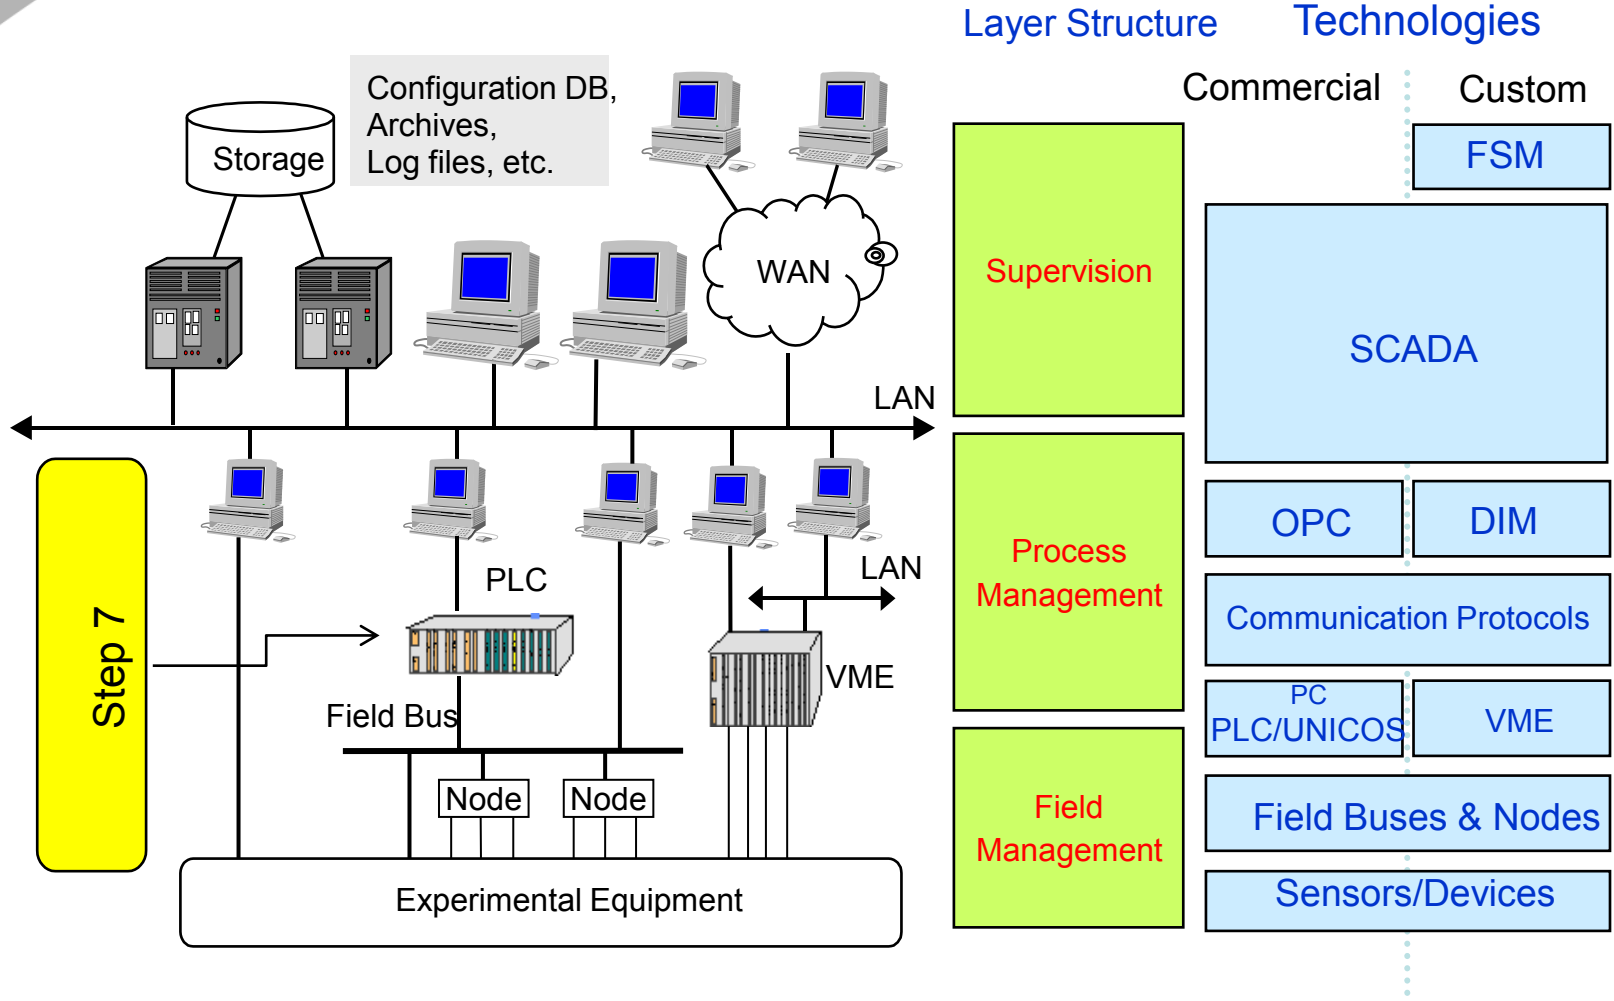 Layer Structure
Technologies
Commercial
Custom
Configuration DB,
Archives,
Log files, etc.
Storage
WAN
LAN
Step 7
PLC
LAN
VME
Field Bus
Node
Node
Experimental Equipment
Supervision
Process
Management
Field
Management
FSM
SCADA
OPC
DIM
Communication Protocols
PC
PLC/UNICOS
VME
Field Buses & Nodes
Sensors/Devices